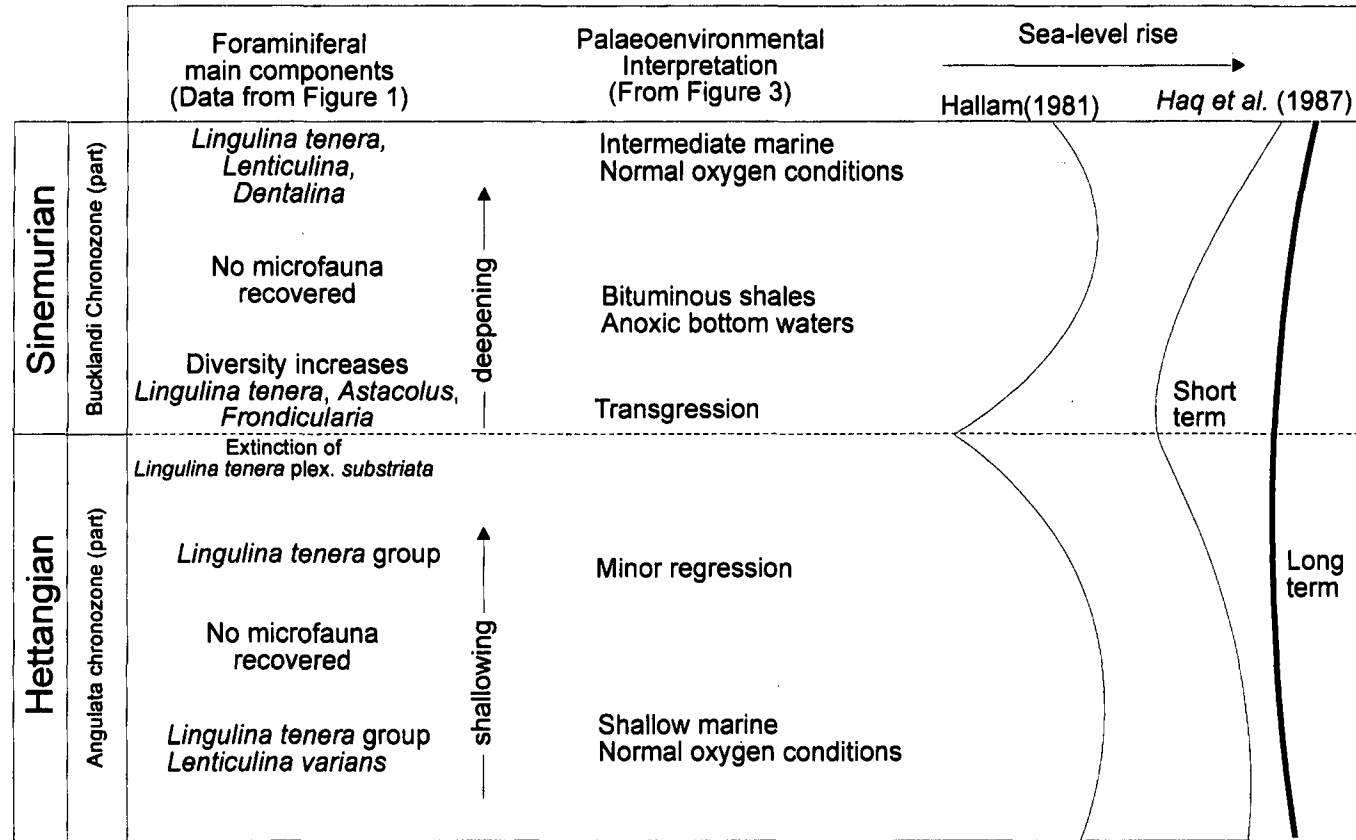 Foraminiferal
main components
(Data from Figure 1)
Palaeoenvironmental
Interpretation
(From Figure 3)
Sea-level rise
Hallam(1981)
Haq et al. (1987)
Sinemurian
Bucklandi Chronozone (part)
Lingulina tenera,
Lenticulina,
Dentalina
No microfauna
recovered
Diversity increases
Lingulina tenera, Astacolus,
Frondicularia
deepening
Intermediate marine
Normal oxygen conditions
Bituminous shales
Anoxic bottom waters
Transgression
Short
term
Hettangian
Angulata chronozone (part)
Extinction of
Lingulina tenera plex. substriata
Lingulina tenera group
No microfauna
recovered
Lingulina tenera group
Lenticulina varians
shallowing
Minor regression
Shallow marine
Normal oxygen conditions
Long
term